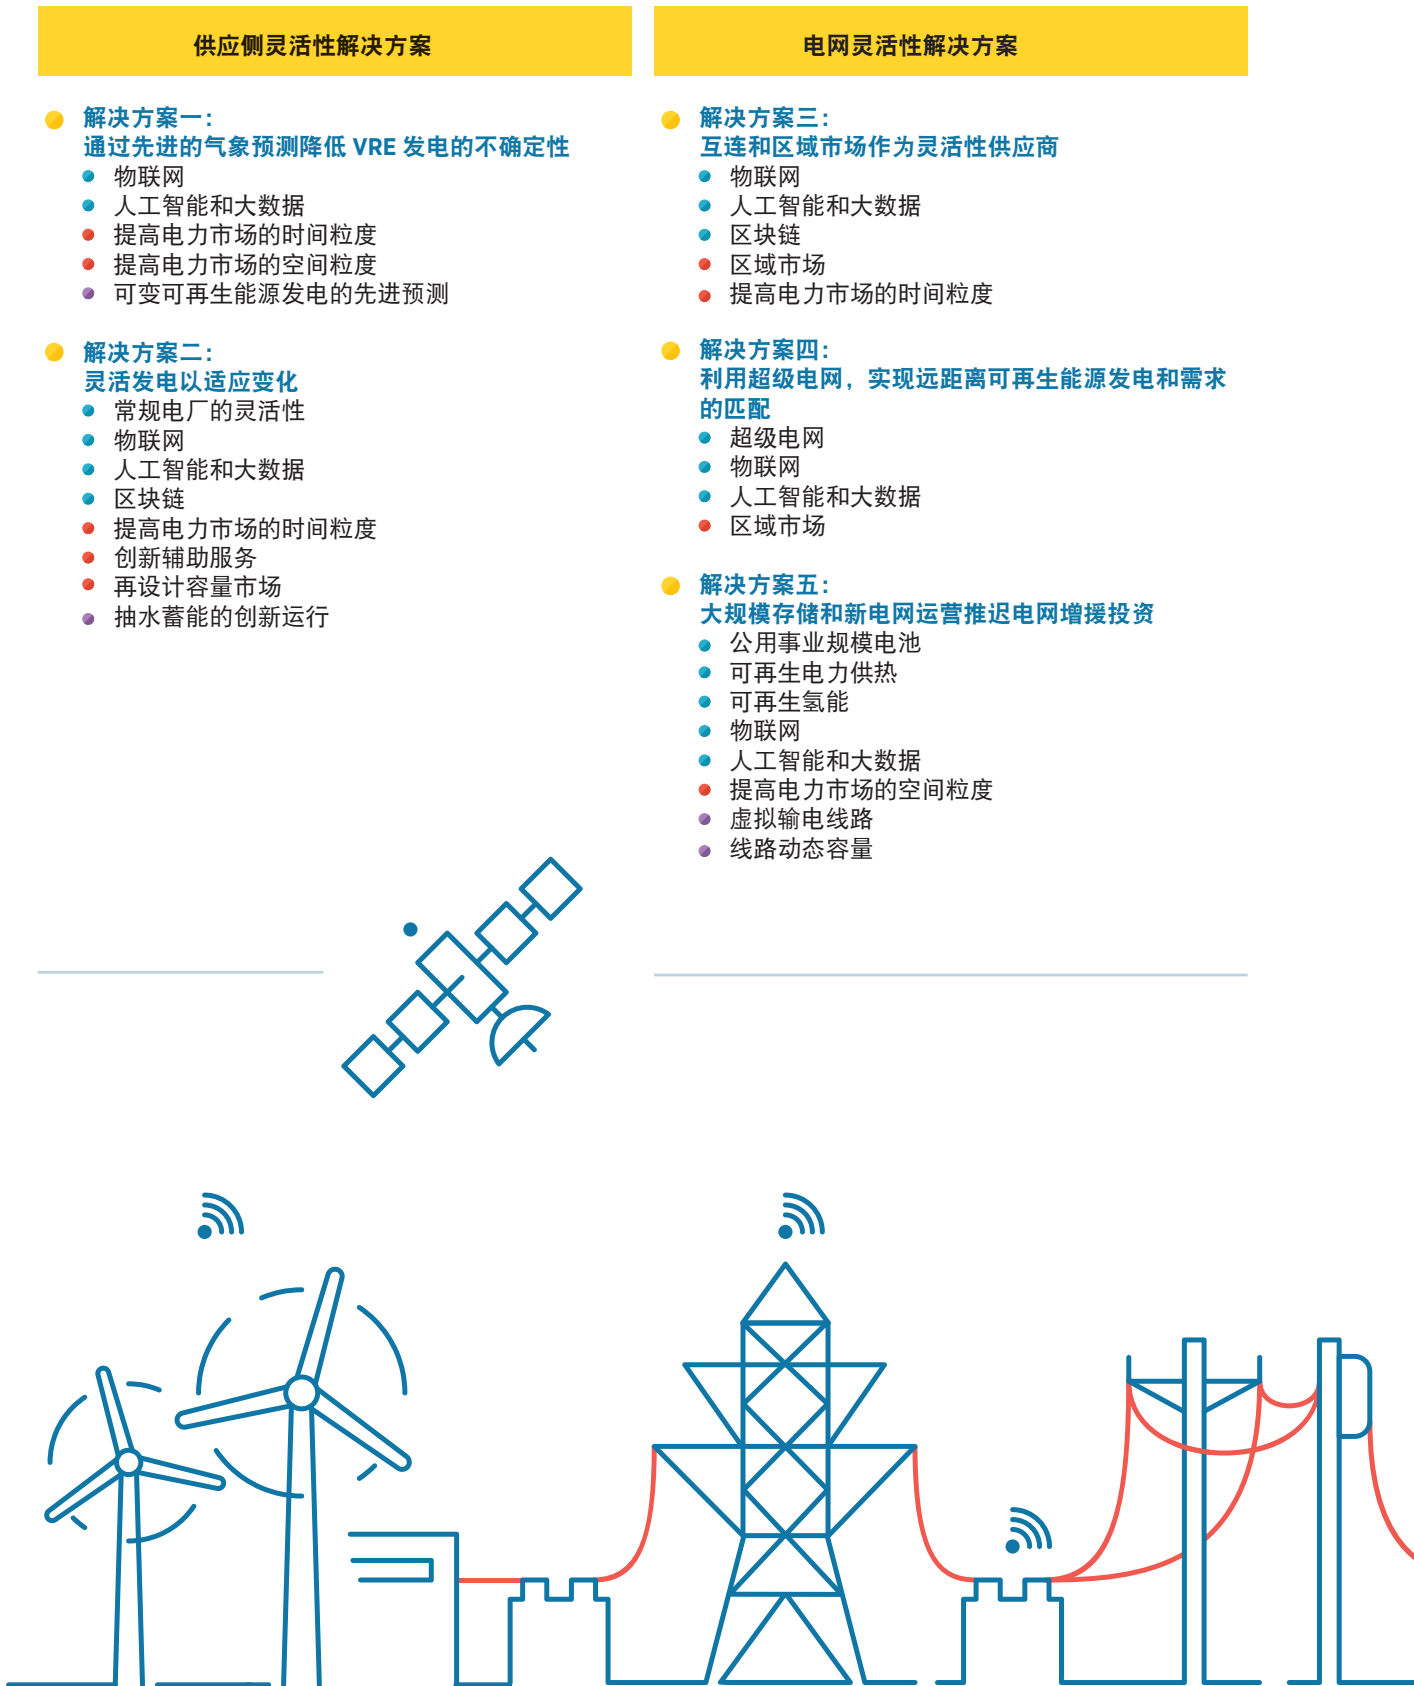 供应侧灵活性解决方案
解决方案一：
通过先进的气象预测降低 VRE 发电的不确定性
物联网
人工智能和大数据
提高电力市场的时间粒度
提高电力市场的空间粒度
可变可再生能源发电的先进预测
解决方案二：
灵活发电以适应变化
常规电厂的灵活性
物联网
人工智能和大数据
区块链
提高电力市场的时间粒度
创新辅助服务
再设计容量市场
抽水蓄能的创新运行
电网灵活性解决方案
解决方案三：
互连和区域市场作为灵活性供应商
物联网
人工智能和大数据
区块链
区域市场
提高电力市场的时间粒度
解决方案四：
利用超级电网，实现远距离可再生能源发电和需求
的匹配
超级电网
物联网
人工智能和大数据
区域市场
解决方案五：
大规模存储和新电网运营推迟电网增援投资
公用事业规模电池
可再生电力供热
可再生氢能
物联网
人工智能和大数据
提高电力市场的空间粒度
虚拟输电线路
线路动态容量